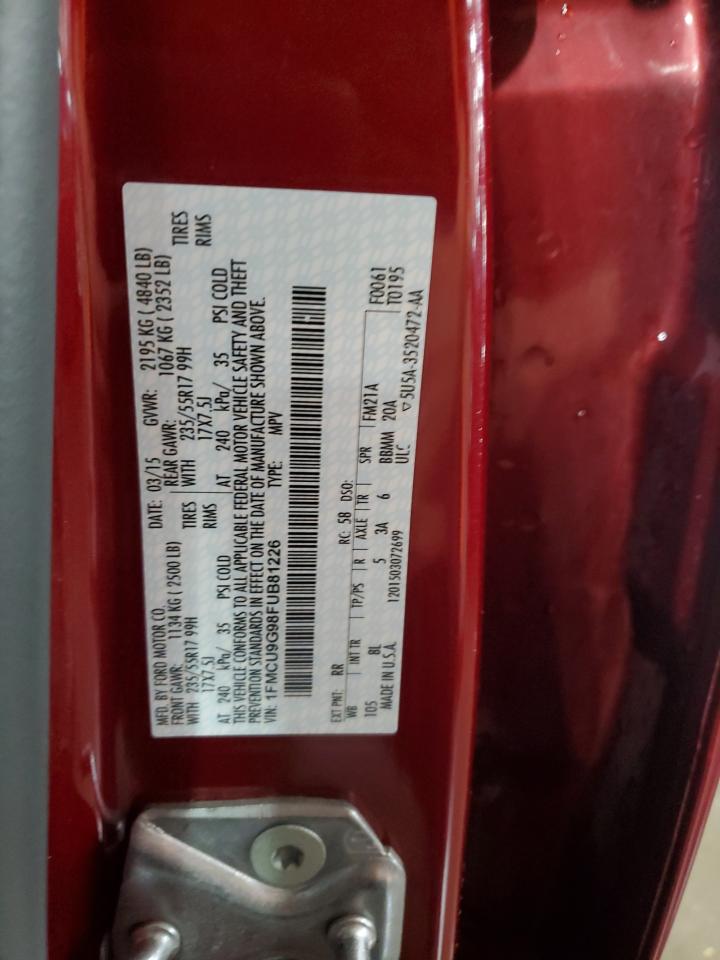 MFD. BY FORD MOTOR CO.
DATE: 03/15 GVWR: 2195 KG ( 4840 LB)
FRONT GAWR: 1134 KG ( 2500 LB) REAR GAWR: 1067 KG ( 2352 LB)
WITH 235/55R17 99H TIRES WITH 235/55R17 99H TIRES
17X7.5J RIMS 17X7.5J RIMS
AT 240 kPa/ 35 PSI COLD AT 240 kPa/ 35 PSI COLD
THIS VEHICLE CONFORMS TO ALL APPLICABLE FEDERAL MOTOR VEHICLE SAFETY AND THEFT
PREVENTION STANDARDS IN EFFECT ON THE DATE OF MANUFACTURE SHOWN ABOVE.
VIN: 1FMCU9G98FUB81226 TYPE: MPV
EXT PNT: RR RC: 58 DSO:
WB INT TR TP/PS R AXLE TR SPR FM21A F0061
105 8L 5 3A 6 BBMM 20A T0195
MADE IN U.S.A. 1201503072699 ULC ▽5U5A-3520472-AA